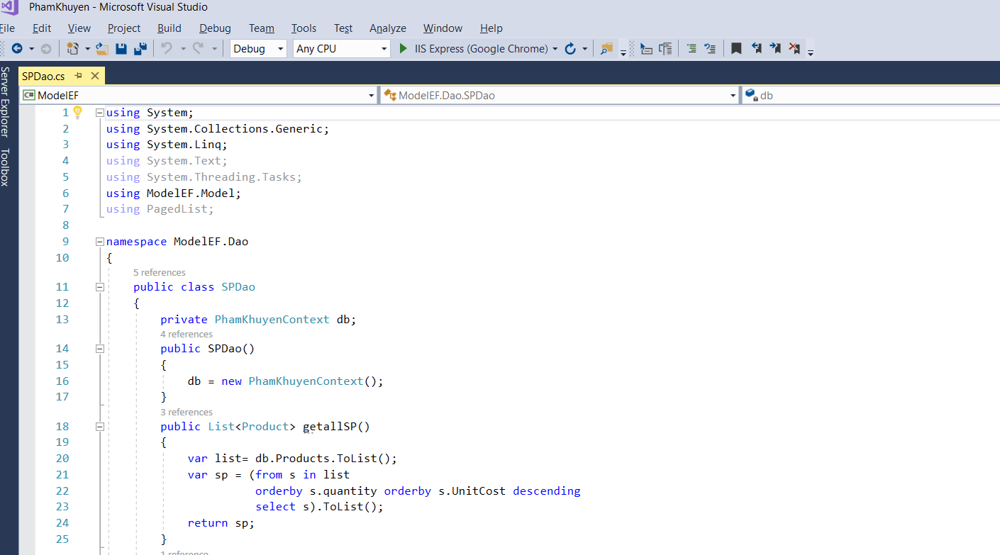 PhamKhuyen - Microsoft Visual Studio
File Edit View Project Build Debug Team Tools Test Analyze Window Help
Debug Any CPU IIS Express (Google Chrome)
Server Explorer
Toolbox
SPDao.cs
C# ModelEF ModelEF.Dao.SPDao db
1 using System;
2 using System.Collections.Generic;
3 using System.Linq;
4 using System.Text;
5 using System.Threading.Tasks;
6 using ModelEF.Model;
7 using PagedList;
8
9 namespace ModelEF.Dao
10 {
5 references
11 public class SPDao
12 {
13 private PhamKhuyenContext db;
4 references
14 public SPDao()
15 {
16 db = new PhamKhuyenContext();
17 }
3 references
18 public List<Product> getallSP()
19 {
20 var list= db.Products.ToList();
21 var sp = (from s in list
22 orderby s.quantity orderby s.UnitCost descending
23 select s).ToList();
24 return sp;
25 }
1 reference